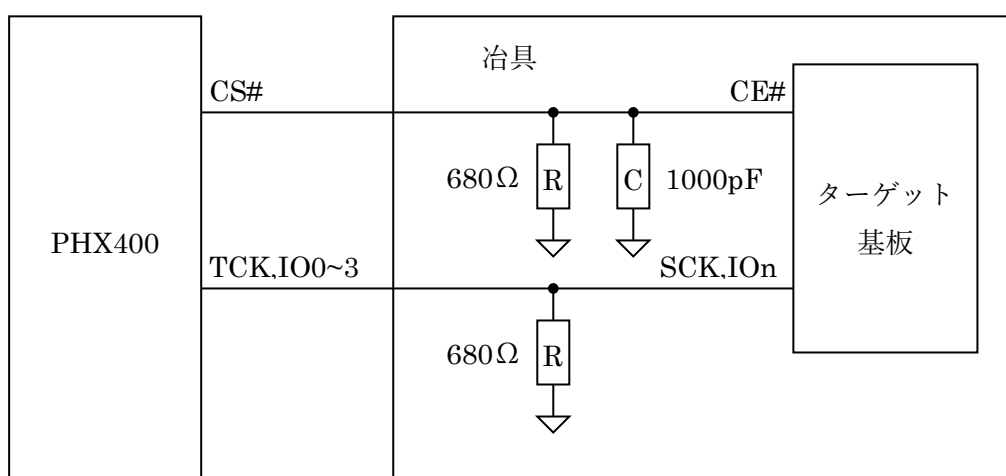 冶具
CS#
CE#
680Ω
R
C
1000pF
ターゲット
基板
PHX400
TCK,IO0~3
SCK,IOn
680Ω
R